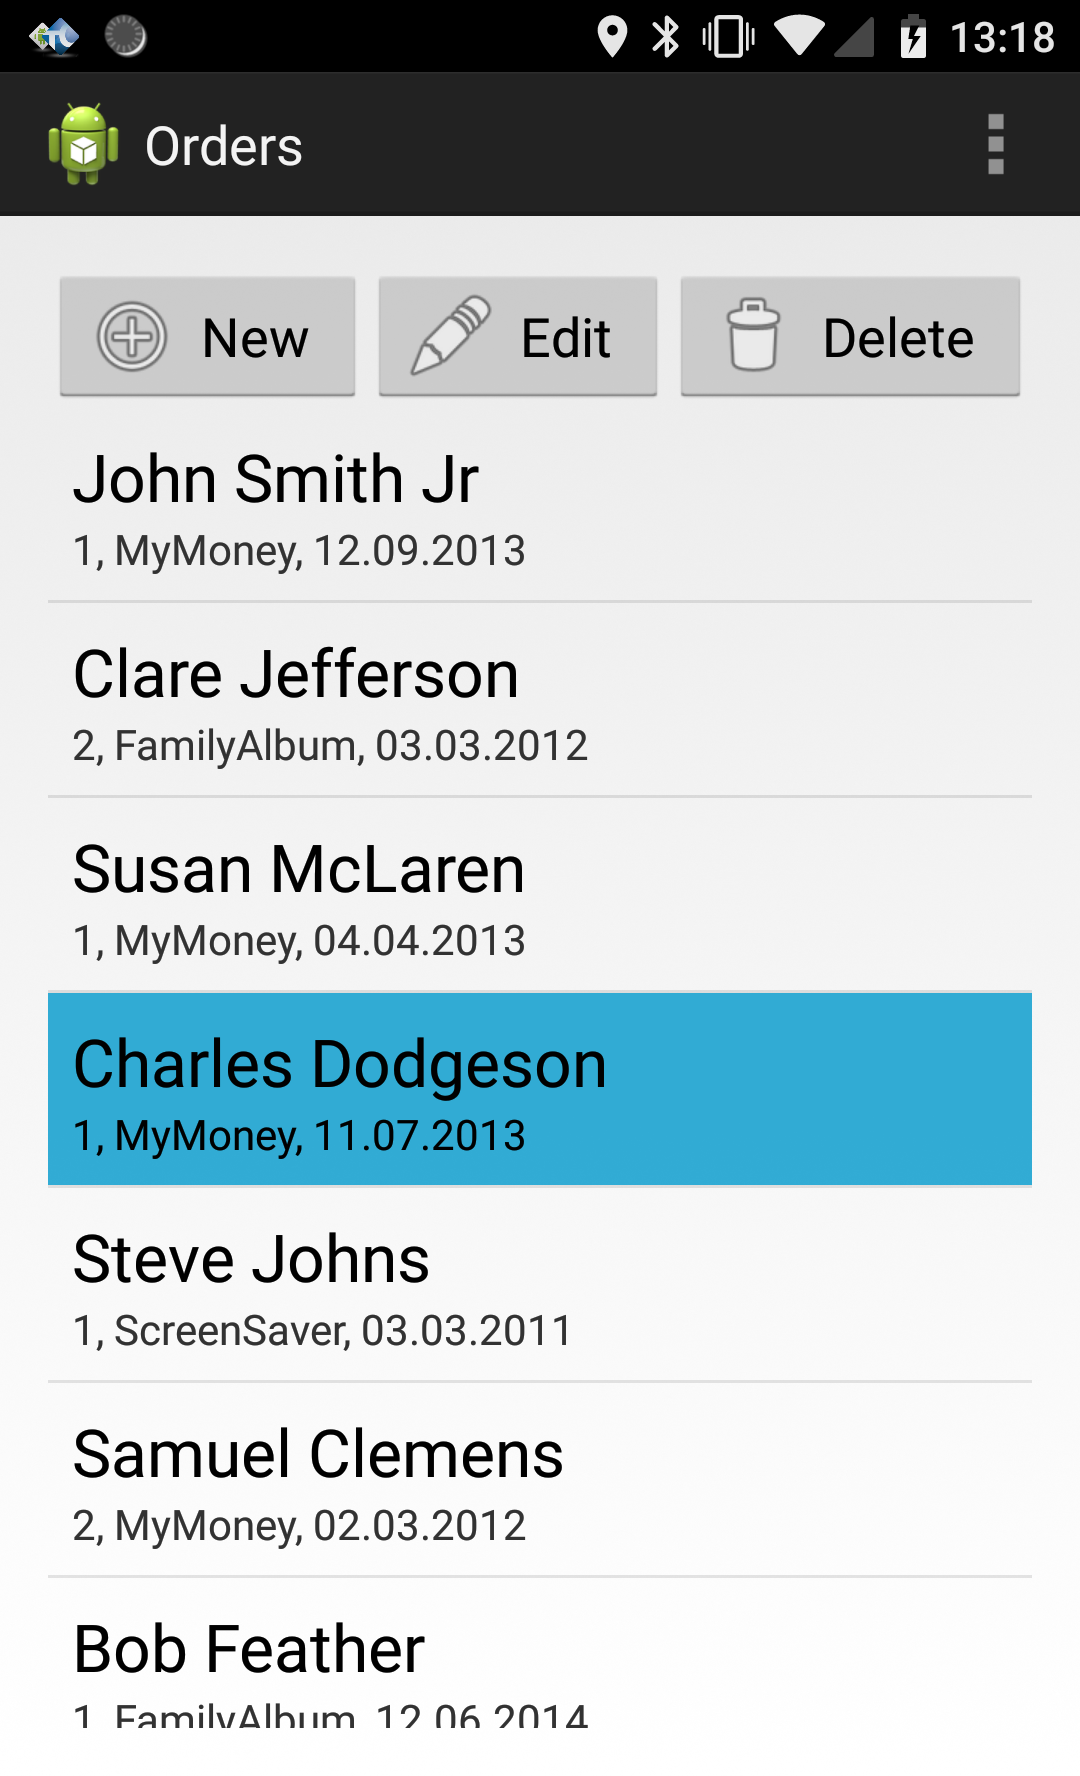 13:18
Orders
New Edit Delete
John Smith Jr
1, MyMoney, 12.09.2013
Clare Jefferson
2, FamilyAlbum, 03.03.2012
Susan McLaren
1, MyMoney, 04.04.2013
Charles Dodgeson
1, MyMoney, 11.07.2013
Steve Johns
1, ScreenSaver, 03.03.2011
Samuel Clemens
2, MyMoney, 02.03.2012
Bob Feather
1, FamilyAlbum, 12.06.2014